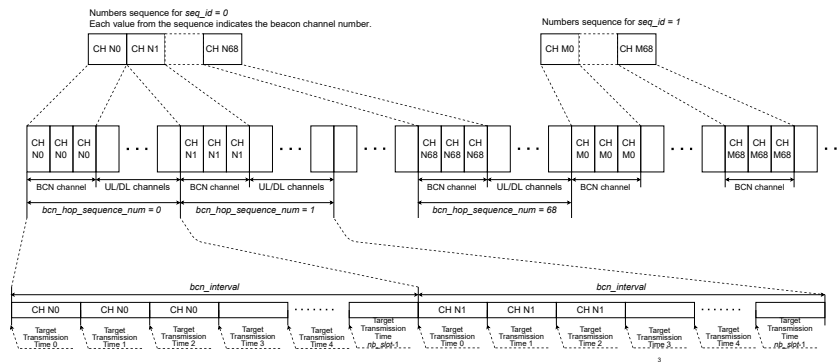 Numbers sequence for seq_id = 0
Each value from the sequence indicates the beacon channel number.
Numbers sequence for seq_id = 1
CH N0 CH N1 CH N68 CH M0 CH M68
CH CH CH CH CH CH CH CH CH CH CH CH CH CH CH
N0 N0 N0 ... N1 N1 N1 ... N68 N68 N68 ... M0 M0 M0 ... M68 M68 M68 ...
BCN channel UL/DL channels BCN channel UL/DL channels BCN channel UL/DL channels BCN channel BCN channel
bcn_hop_sequence_num = 0 bcn_hop_sequence_num = 1 bcn_hop_sequence_num = 68
bcn_interval bcn_interval
CH N0 CH N0 CH N0 CH N1 CH N1 CH N1
Target Transmission Time 0
Target Transmission Time 1
Target Transmission Time 2
Target Transmission Time 3
Target Transmission Time 4
Target Transmission Time nb_slot-1
Target Transmission Time 0
Target Transmission Time 1
Target Transmission Time 2
Target Transmission Time 3
Target Transmission Time 4
Target Transmission Time nb_slot-1
3